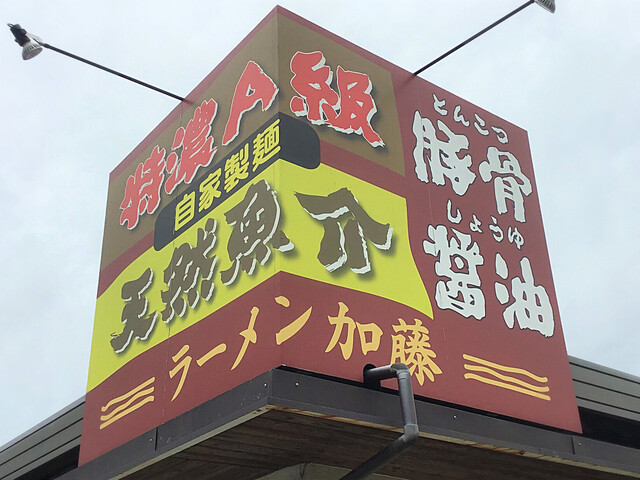 特濃A級
自家製麺
天然魚介
ラーメン加藤
とんこつ
豚骨
しょうゆ
醤油